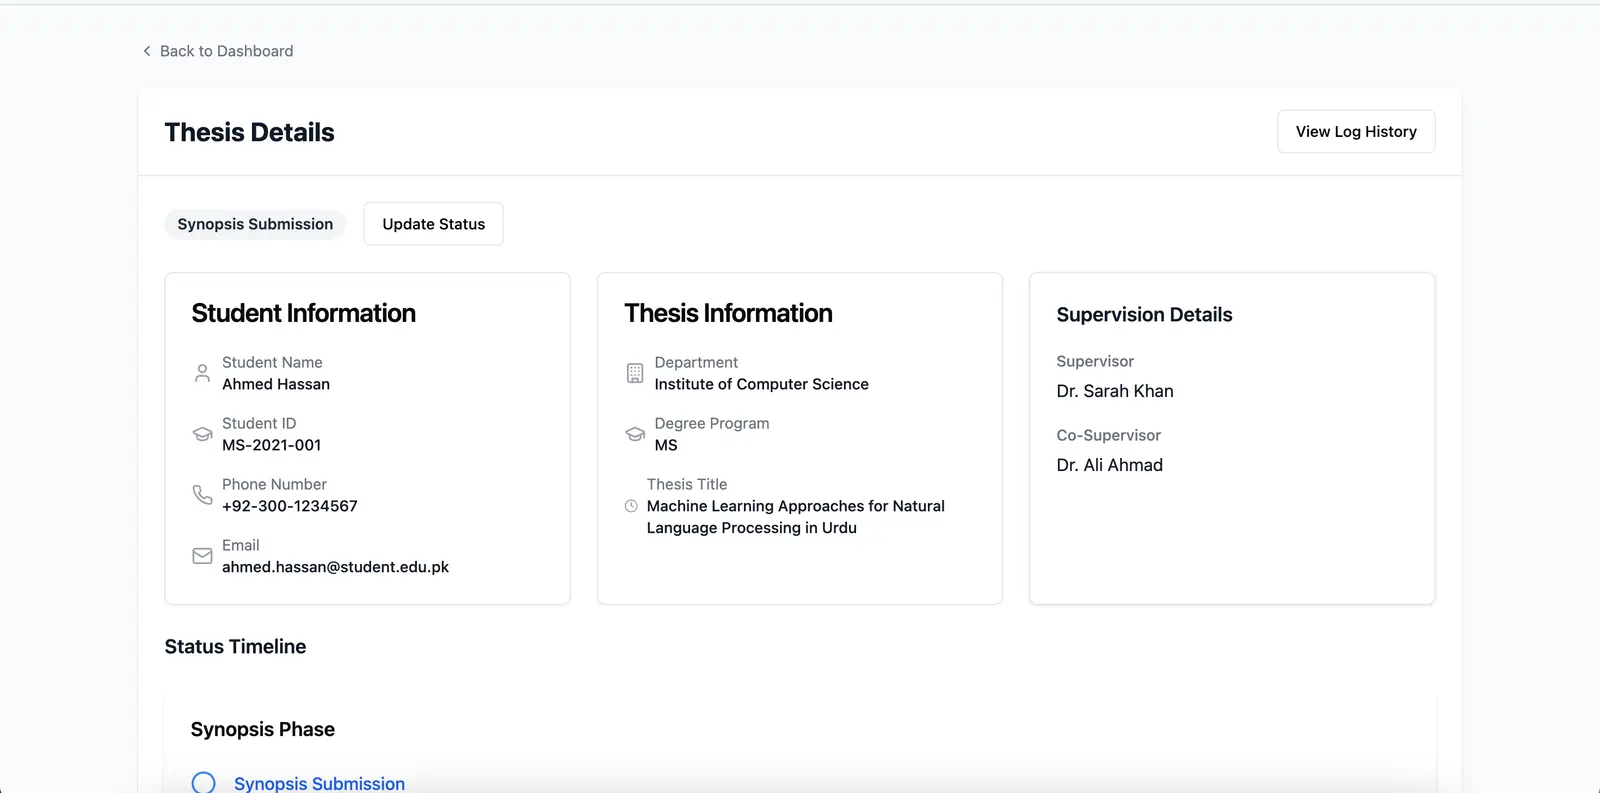 Back to Dashboard
Thesis Details
View Log History
Synopsis Submission
Update Status
Student Information
Student Name
Ahmed Hassan
Student ID
MS-2021-001
Phone Number
+92-300-1234567
Email
ahmed.hassan@student.edu.pk
Thesis Information
Department
Institute of Computer Science
Degree Program
MS
Thesis Title
Machine Learning Approaches for Natural
Language Processing in Urdu
Supervision Details
Supervisor
Dr. Sarah Khan
Co-Supervisor
Dr. Ali Ahmad
Status Timeline
Synopsis Phase
Synopsis Submission